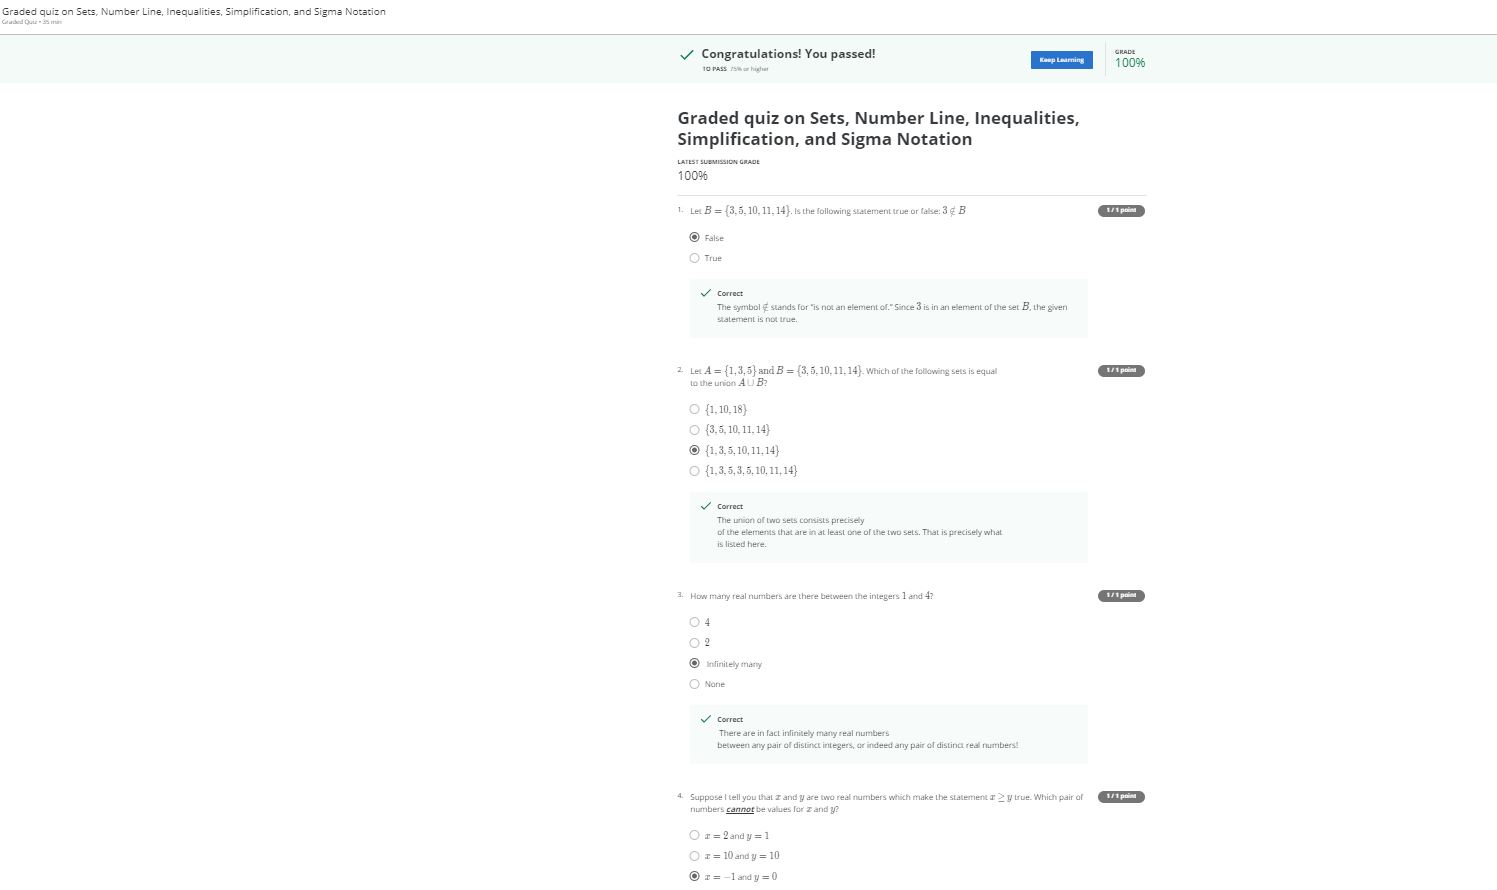 Graded quiz on Sets, Number Line, Inequalities, Simplification, and Sigma Notation
Graded Quiz • 35 min
Congratulations! You passed!
TO PASS 75% or higher
Keep Learning
GRADE
100%
Graded quiz on Sets, Number Line, Inequalities,
Simplification, and Sigma Notation
LATEST SUBMISSION GRADE
100%
1. Let B = {3, 5, 10, 11, 14}. Is the following statement true or false: 3 ∉ B
1 / 1 point
False
True
Correct
The symbol ∉ stands for "is not an element of." Since 3 is in an element of the set B, the given
statement is not true.
2. Let A = {1, 3, 5} and B = {3, 5, 10, 11, 14}. Which of the following sets is equal
to the union A ∪ B?
1 / 1 point
{1, 10, 18}
{3, 5, 10, 11, 14}
{1, 3, 5, 10, 11, 14}
{1, 3, 5, 3, 5, 10, 11, 14}
Correct
The union of two sets consists precisely
of the elements that are in at least one of the two sets. That is precisely what
is listed here.
3. How many real numbers are there between the integers 1 and 4?
1 / 1 point
4
2
Infinitely many
None
Correct
There are in fact infinitely many real numbers
between any pair of distinct integers, or indeed any pair of distinct real numbers!
4. Suppose I tell you that x and y are two real numbers which make the statement x ≥ y true. Which pair of
numbers cannot be values for x and y?
1 / 1 point
x = 2 and y = 1
x = 10 and y = 10
x = −1 and y = 0